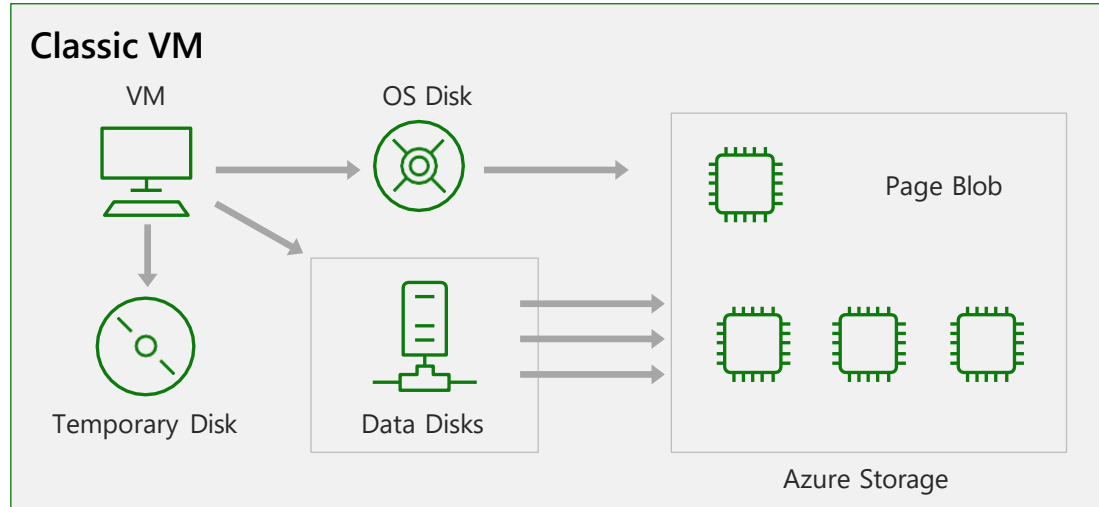 Classic VM
VM
OS Disk
Page Blob
Temporary Disk
Data Disks
Azure Storage